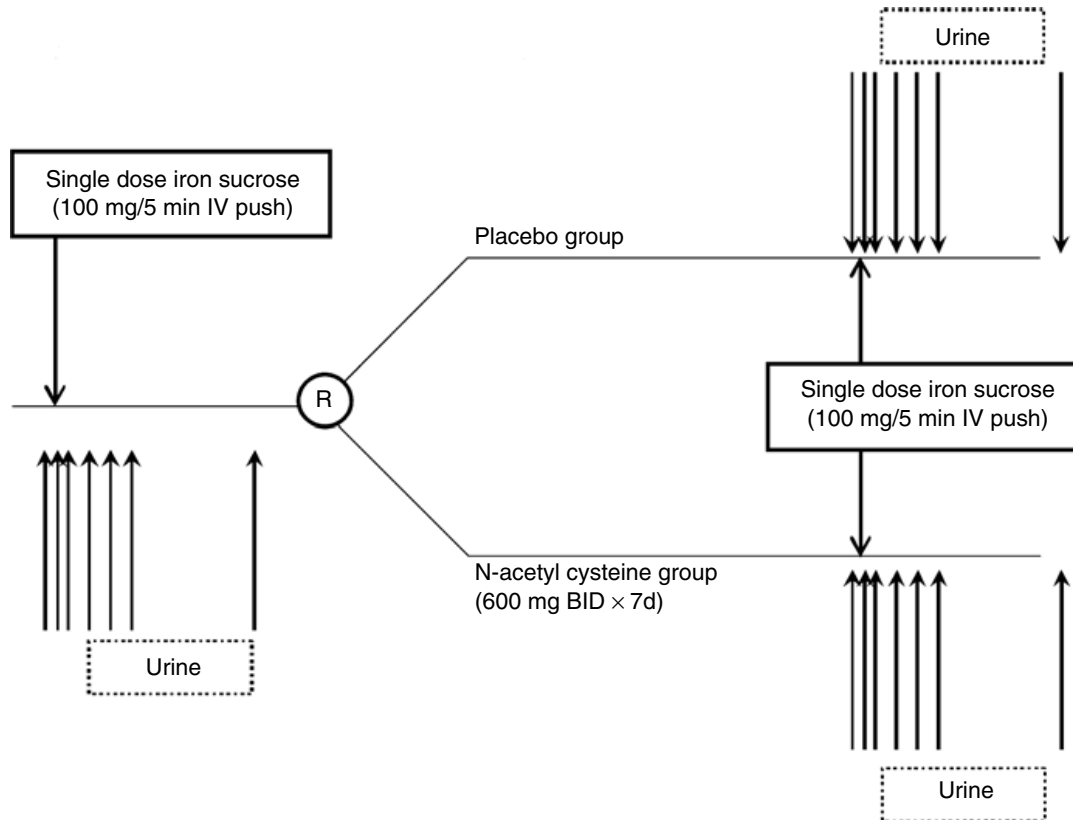 Urine
Single dose iron sucrose
(100 mg/5 min IV push)
Placebo group
R
Single dose iron sucrose
(100 mg/5 min IV push)
N-acetyl cysteine group
(600 mg BID × 7d)
Urine
Urine